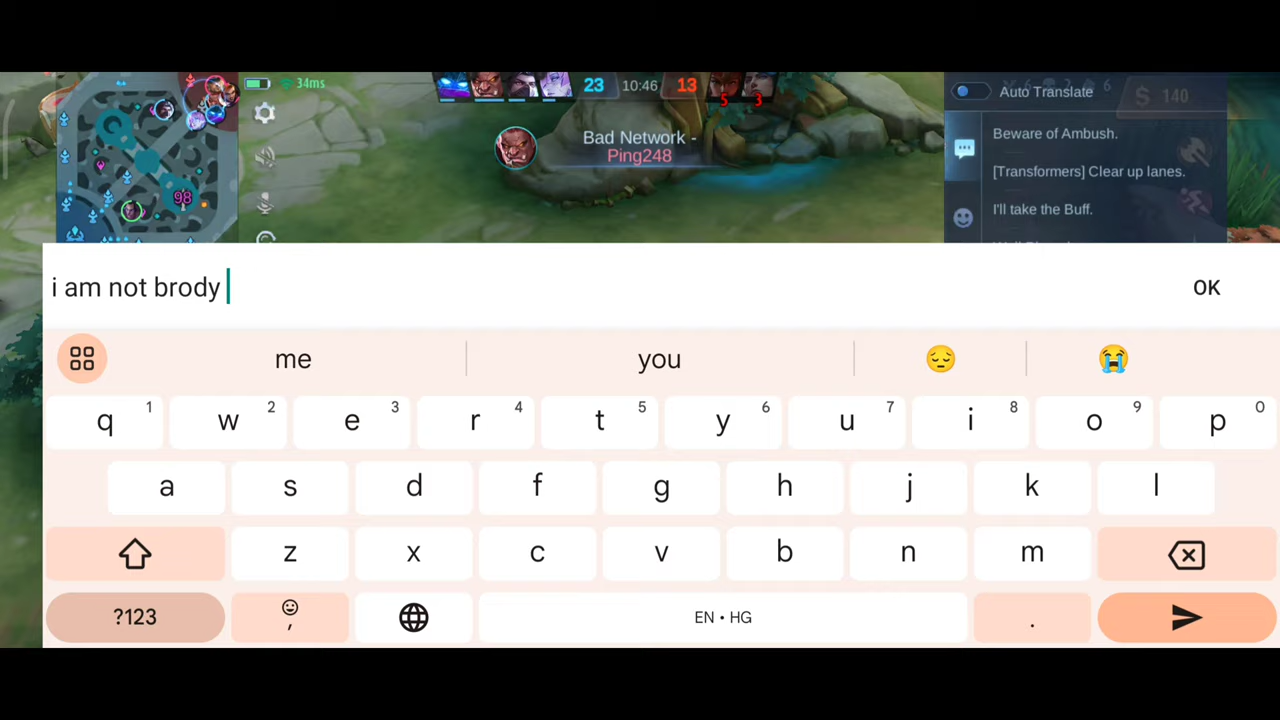 34ms
23 10:46 13
5 3
Bad Network -
Ping248
98
Auto Translate
$ 140
Beware of Ambush.
[Transformers] Clear up lanes.
I'll take the Buff.
i am not brody
OK
me you 😔 😭
q 1 w 2 e 3 r 4 t 5 y 6 u 7 i 8 o 9 p 0
a s d f g h j k l
z x c v b n m
?123 , EN • HG .